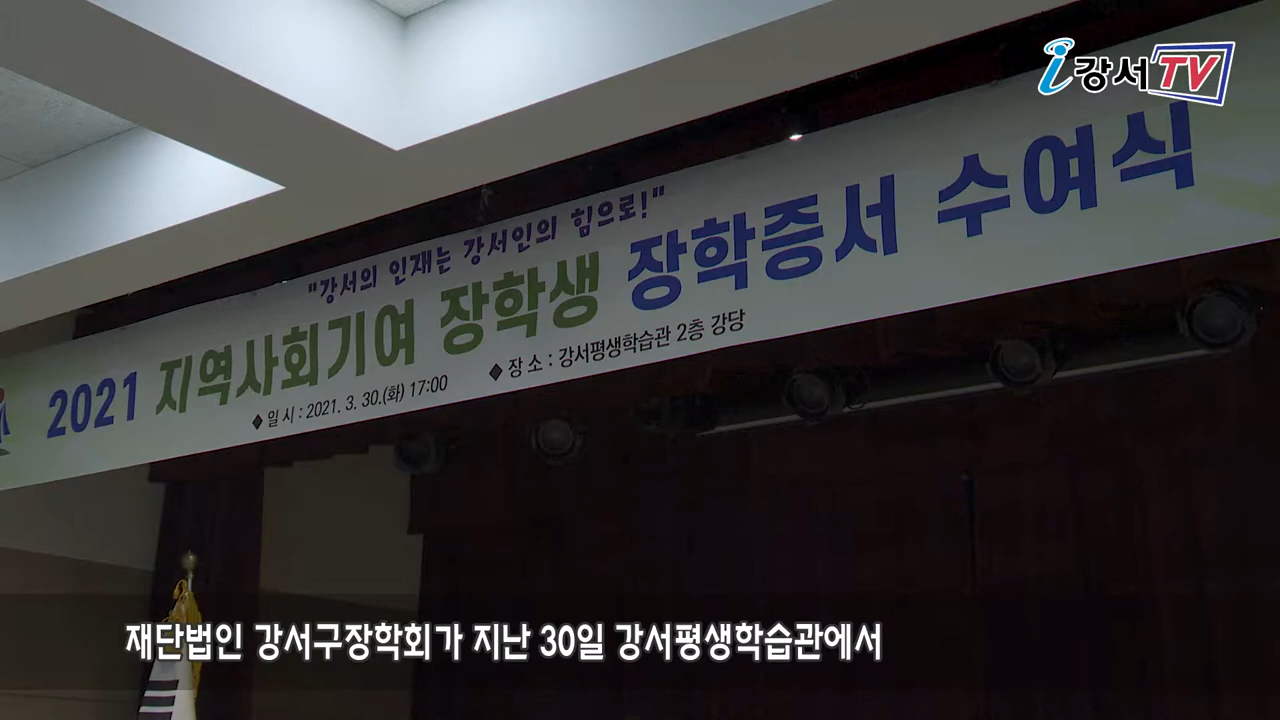 i강서TV
"강서의 인재는 강서인의 힘으로!"
2021 지역사회기여 장학생 장학증서 수여식
◆ 일 시 : 2021. 3. 30.(화) 17:00 ◆ 장 소 : 강서평생학습관 2층 강당
재단법인 강서구장학회가 지난 30일 강서평생학습관에서